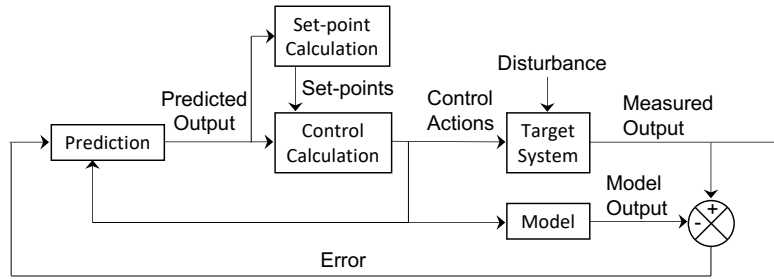 Set-point
Calculation
Disturbance
Set-points
Predicted
Output
Control
Actions
Measured
Output
Prediction
Control
Calculation
Target
System
Model
Output
+
-
Model
Error